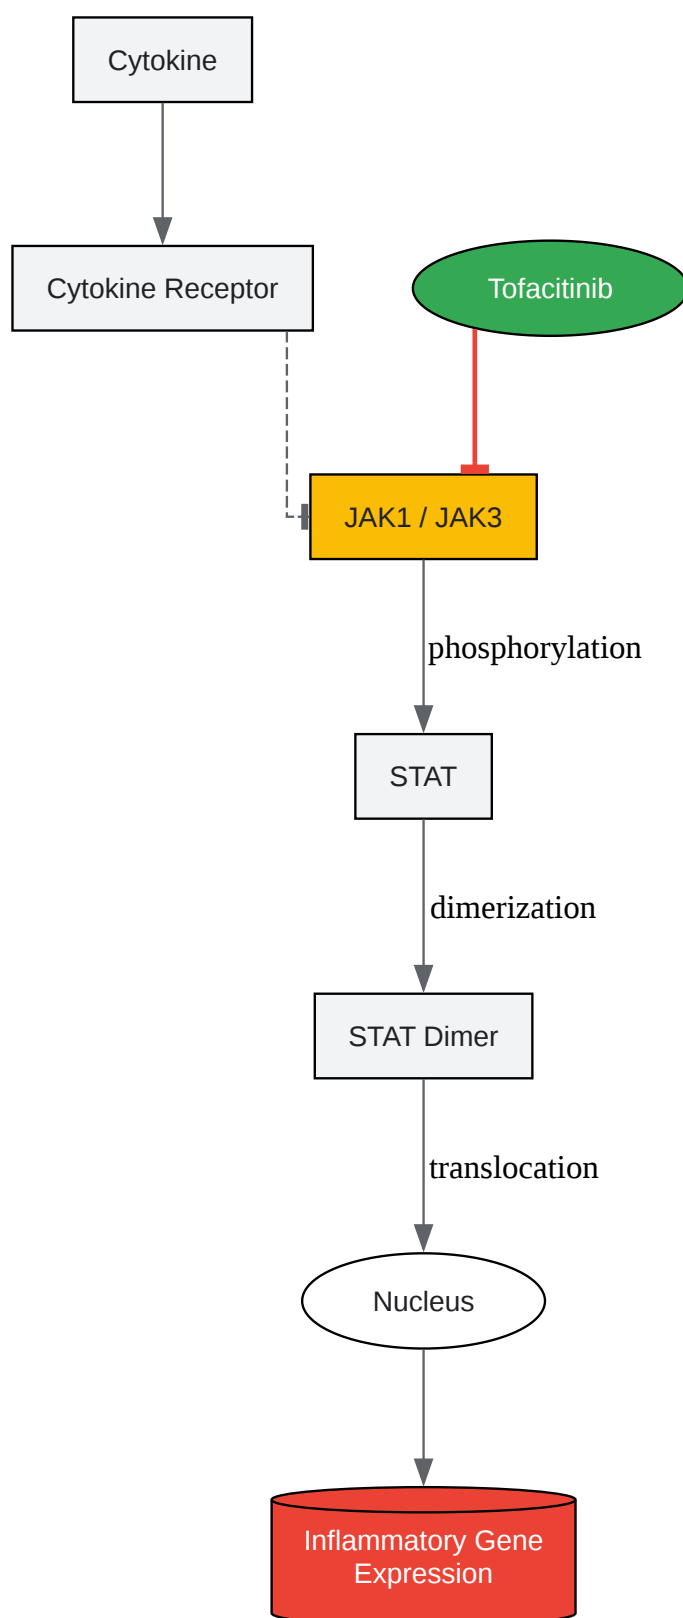 Cytokine
Cytokine Receptor
Tofacitinib
JAK1 / JAK3
phosphorylation
STAT
dimerization
STAT Dimer
translocation
Nucleus
Inflammatory Gene
Expression